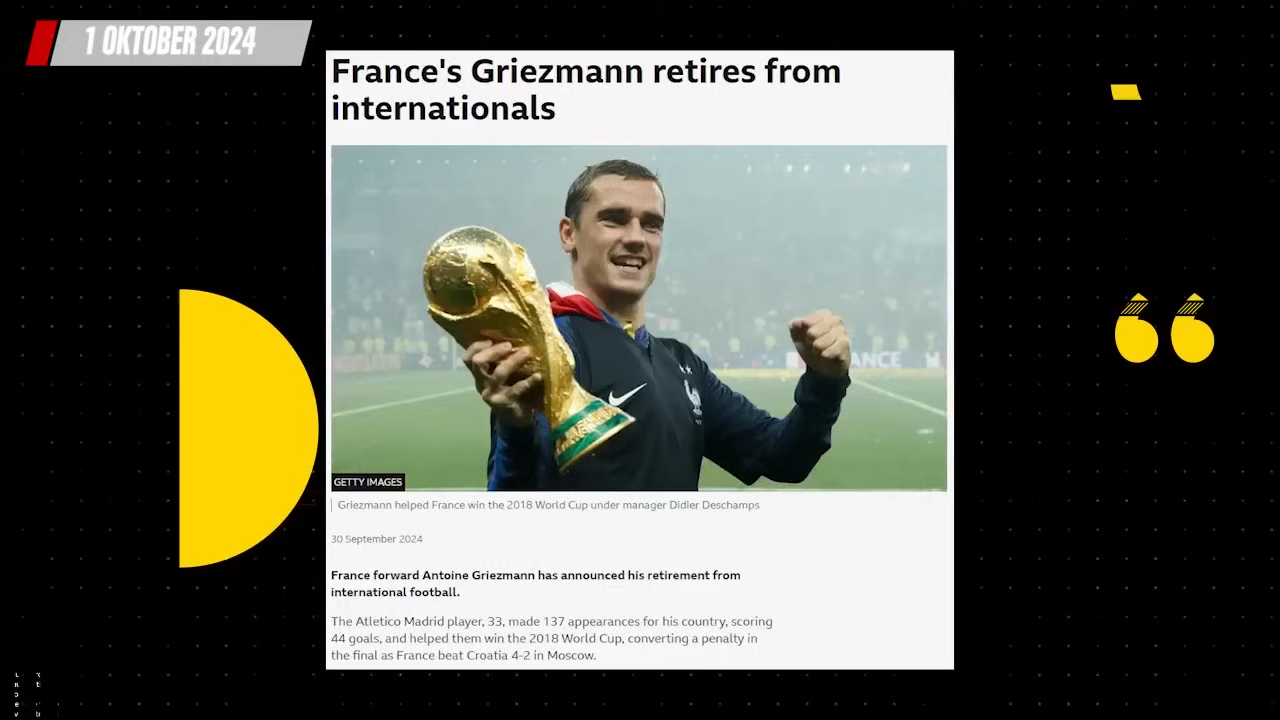 1 OKTOBER 2024
France's Griezmann retires from
internationals
FRANCE
GETTY IMAGES
Griezmann helped France win the 2018 World Cup under manager Didier Deschamps
30 September 2024
France forward Antoine Griezmann has announced his retirement from
international football.
The Atletico Madrid player, 33, made 137 appearances for his country, scoring
44 goals, and helped them win the 2018 World Cup, converting a penalty in
the final as France beat Croatia 4-2 in Moscow.